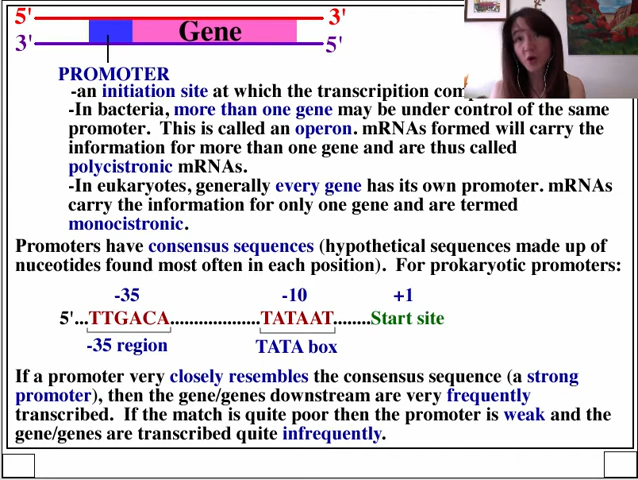 5' 3'
Gene
3' 5'
PROMOTER
-an initiation site at which the transcripition
-In bacteria, more than one gene may be under control of the same
promoter. This is called an operon. mRNAs formed will carry the
information for more than one gene and are thus called
polycistronic mRNAs.
-In eukaryotes, generally every gene has its own promoter. mRNAs
carry the information for only one gene and are termed
monocistronic.
Promoters have consensus sequences (hypothetical sequences made up of
nuceotides found most often in each position). For prokaryotic promoters:
-35 -10 +1
5'...TTGACA....................TATAAT........Start site
-35 region TATA box
If a promoter very closely resembles the consensus sequence (a strong
promoter), then the gene/genes downstream are very frequently
transcribed. If the match is quite poor then the promoter is weak and the
gene/genes are transcribed quite infrequently.